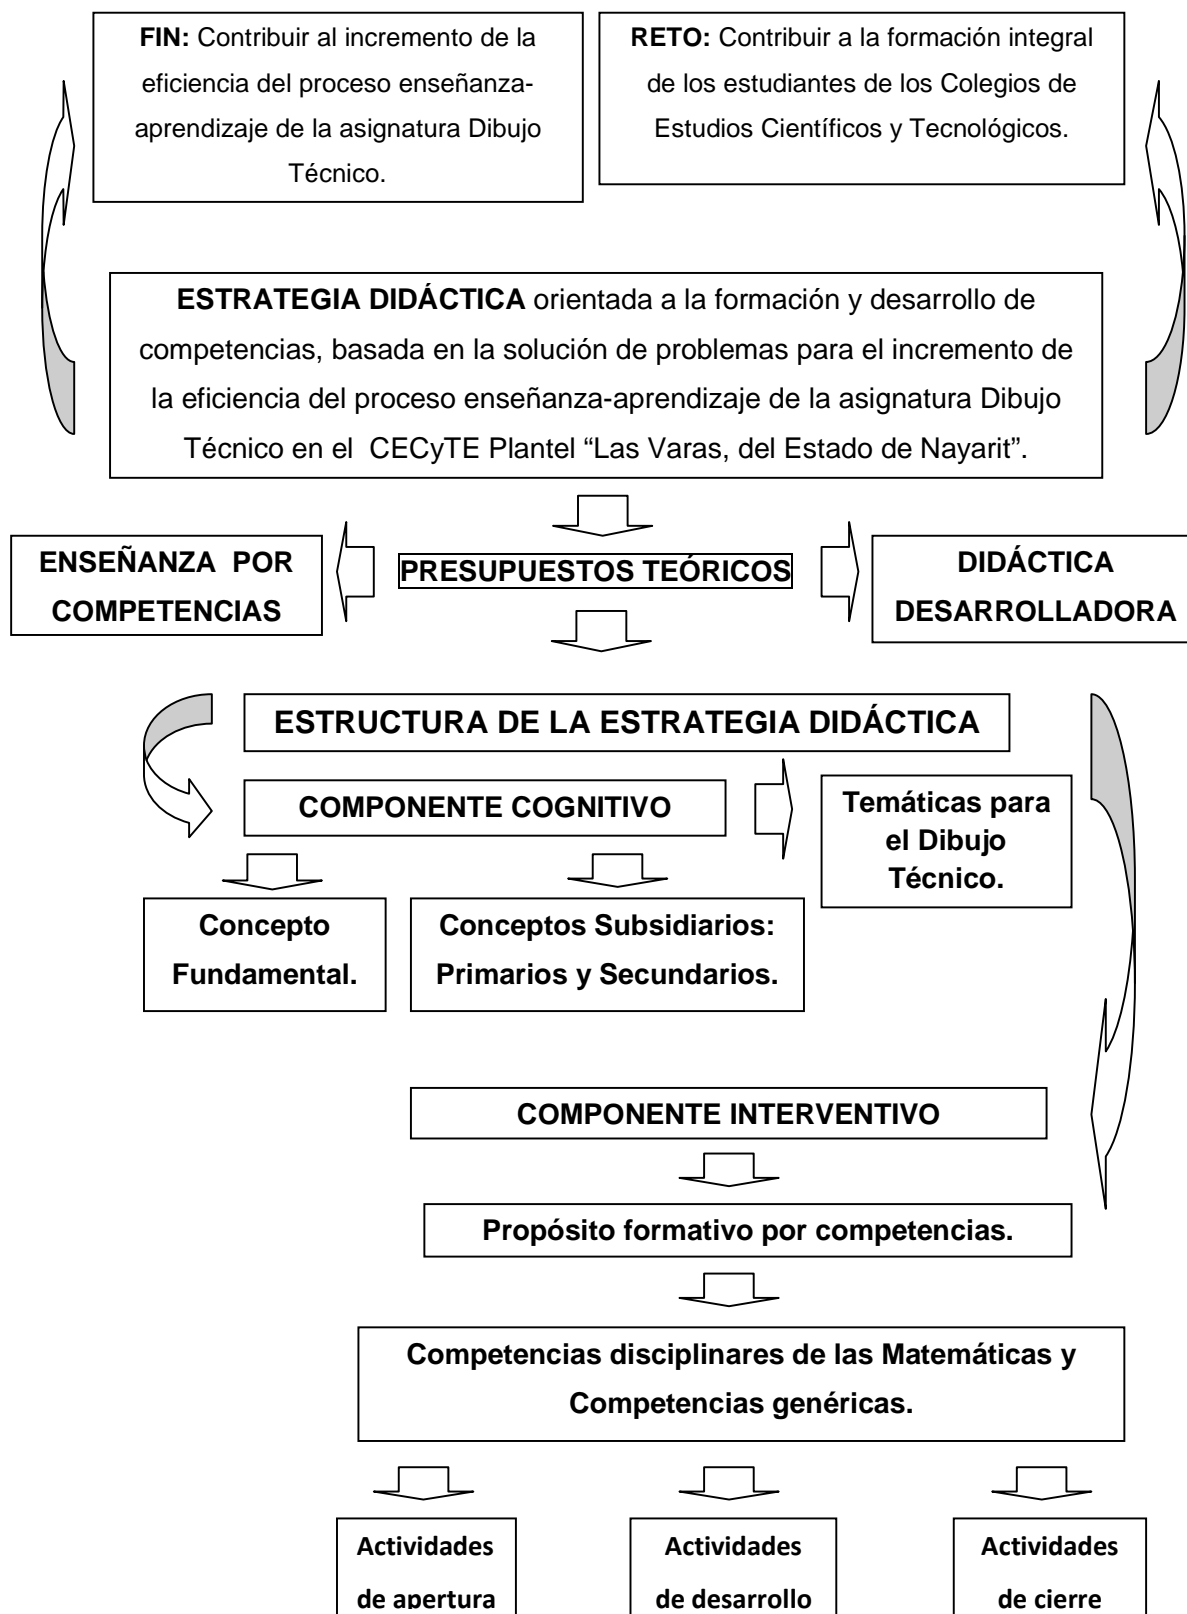 FIN: Contribuir al incremento de la
eficiencia del proceso enseñanza-
aprendizaje de la asignatura Dibujo
Técnico.
RETO: Contribuir a la formación integral
de los estudiantes de los Colegios de
Estudios Científicos y Tecnológicos.
ESTRATEGIA DIDÁCTICA orientada a la formación y desarrollo de
competencias, basada en la solución de problemas para el incremento de
la eficiencia del proceso enseñanza-aprendizaje de la asignatura Dibujo
Técnico en el CECyTE Plantel “Las Varas, del Estado de Nayarit”.
ENSEÑANZA POR
COMPETENCIAS
PRESUPUESTOS TEÓRICOS
DIDÁCTICA
DESARROLLADORA
ESTRUCTURA DE LA ESTRATEGIA DIDÁCTICA
COMPONENTE COGNITIVO
Temáticas para
el Dibujo
Técnico.
Concepto
Fundamental.
Conceptos Subsidiarios:
Primarios y Secundarios.
COMPONENTE INTERVENTIVO
Propósito formativo por competencias.
Competencias disciplinares de las Matemáticas y
Competencias genéricas.
Actividades
de apertura
Actividades
de desarrollo
Actividades
de cierre